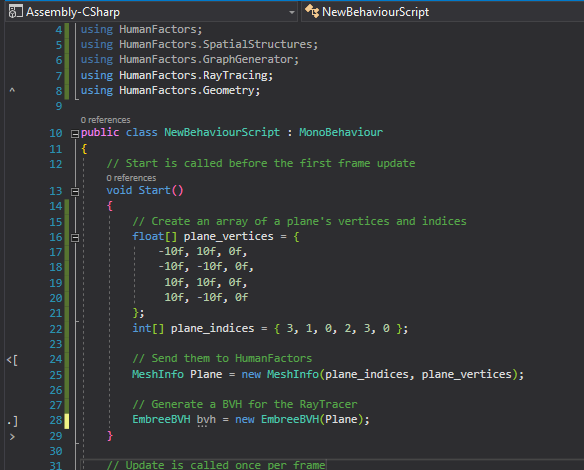 Assembly-CSharp NewBehaviourScript
4 using HumanFactors;
5 using HumanFactors.SpatialStructures;
6 using HumanFactors.GraphGenerator;
7 using HumanFactors.RayTracing;
8 using HumanFactors.Geometry;
9
0 references
10 public class NewBehaviourScript : MonoBehaviour
11 {
12 // Start is called before the first frame update
0 references
13 void Start()
14 {
15 // Create an array of a plane's vertices and indices
16 float[] plane_vertices = {
17 -10f, 10f, 0f,
18 -10f, -10f, 0f,
19 10f, 10f, 0f,
20 10f, -10f, 0f
21 };
22 int[] plane_indices = { 3, 1, 0, 2, 3, 0 };
23
<[ 24 // Send them to HumanFactors
25 MeshInfo Plane = new MeshInfo(plane_indices, plane_vertices);
26
27 // Generate a BVH for the RayTracer
.] 28 EmbreeBVH bvh = new EmbreeBVH(Plane);
> 29 }
30
31 // Update is called once per frame